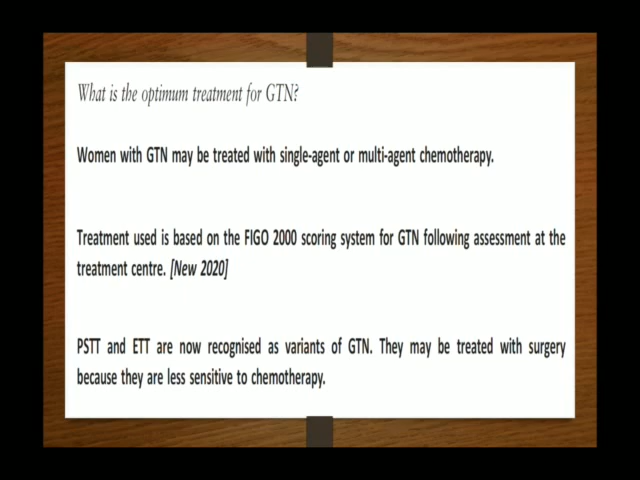 What is the optimum treatment for GTN?
Women with GTN may be treated with single-agent or multi-agent chemotherapy.
Treatment used is based on the FIGO 2000 scoring system for GTN following assessment at the
treatment centre. [New 2020]
PSTT and ETT are now recognised as variants of GTN. They may be treated with surgery
because they are less sensitive to chemotherapy.